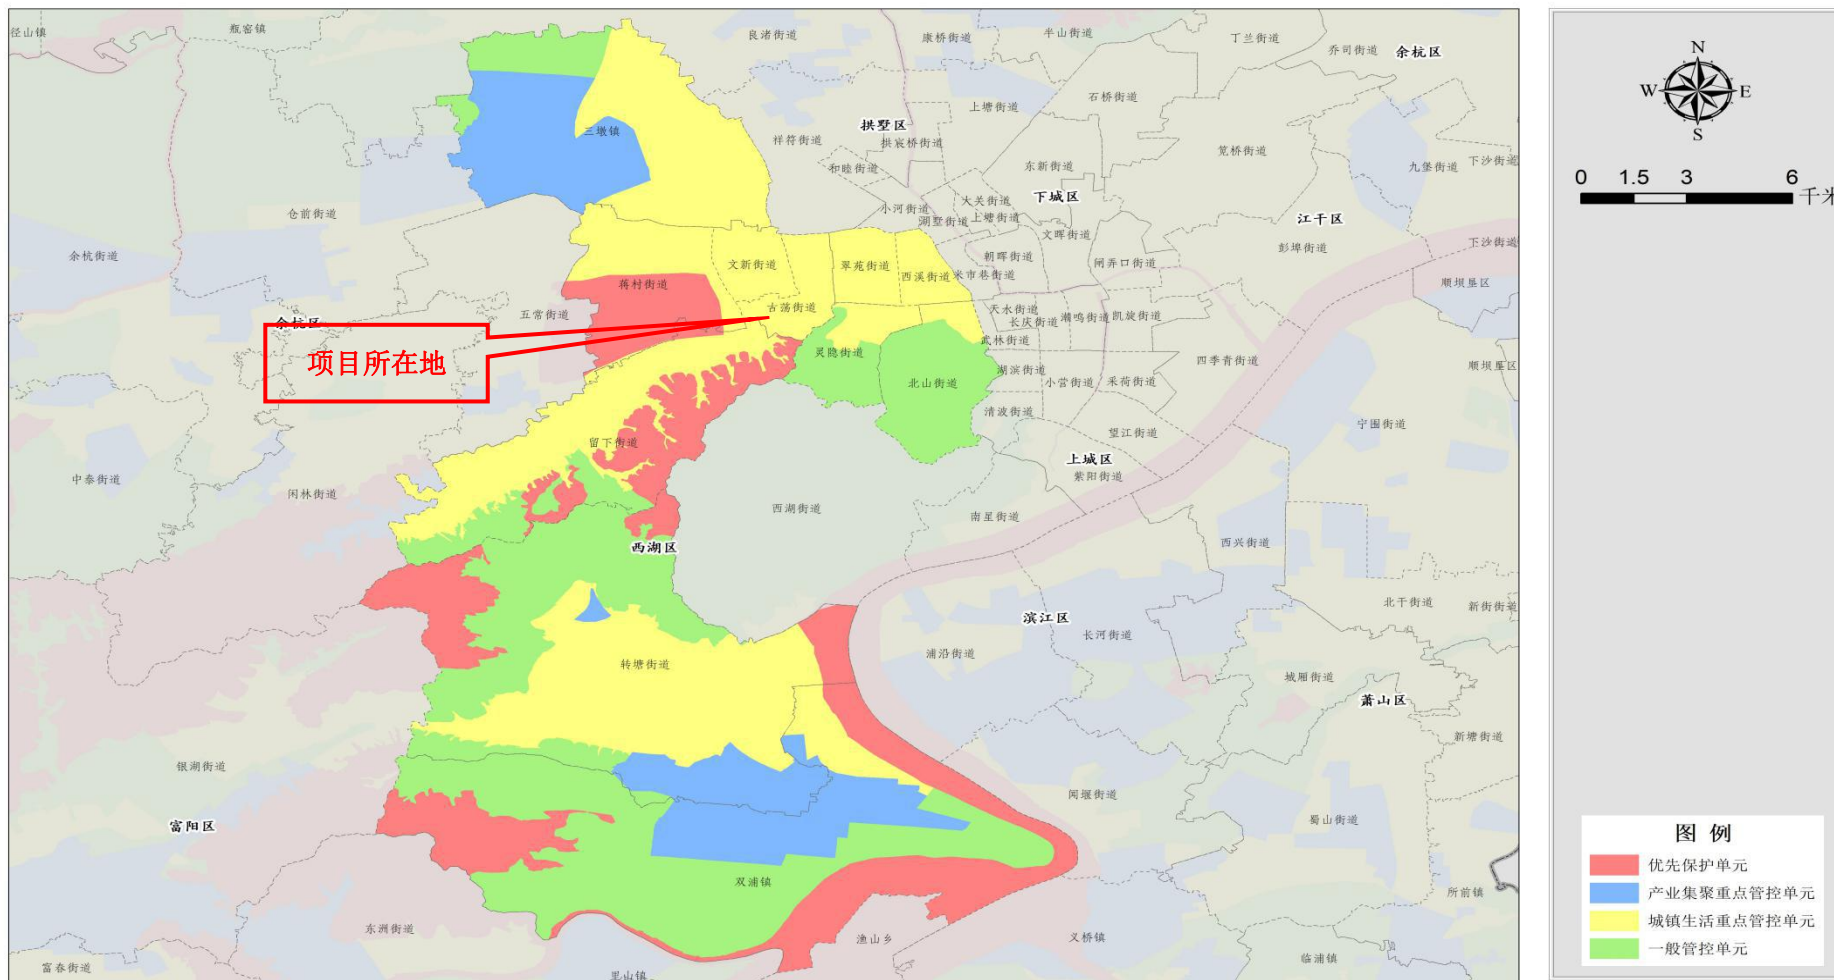 径山镇
瓶窑镇
良渚街道
康桥街道
半山街道
丁兰街道
乔司街道
余杭区
石桥街道
上塘街道
三墩镇
祥符街道
拱墅区
拱宸桥街道
笕桥街道
和睦街道
东新街道
九堡街道
下沙街道
仓前街道
小河街道
大关街道
下城区
湖墅街道
上塘街道
江干区
文晖街道
彭埠街道
下沙街道
余杭街道
文新街道
翠苑街道
西溪街道
米市巷街道
朝晖街道
闸弄口街道
蒋村街道
顺坝垦区
五常街道
古荡街道
天水街道
长庆街道
潮鸣街道
凯旋街道
余杭区
武林街道
灵隐街道
四季青街道
项目所在地
湖滨街道
小营街道
采荷街道
北山街道
顺坝垦区
清波街道
留下街道
望江街道
宁围街道
上城区
紫阳街道
中泰街道
闲林街道
西湖街道
南星街道
西湖区
西兴街道
北干街道
新街街道
滨江区
长河街道
浦沿街道
转塘街道
城厢街道
萧山区
新塘街道
银湖街道
闻堰街道
富阳区
蜀山街道
双浦镇
所前镇
东洲街道
渔山乡
义桥镇
临浦镇
富春街道
里山镇
N
W
E
S
0 1.5 3 6
千米
图 例
优先保护单元
产业集聚重点管控单元
城镇生活重点管控单元
一般管控单元